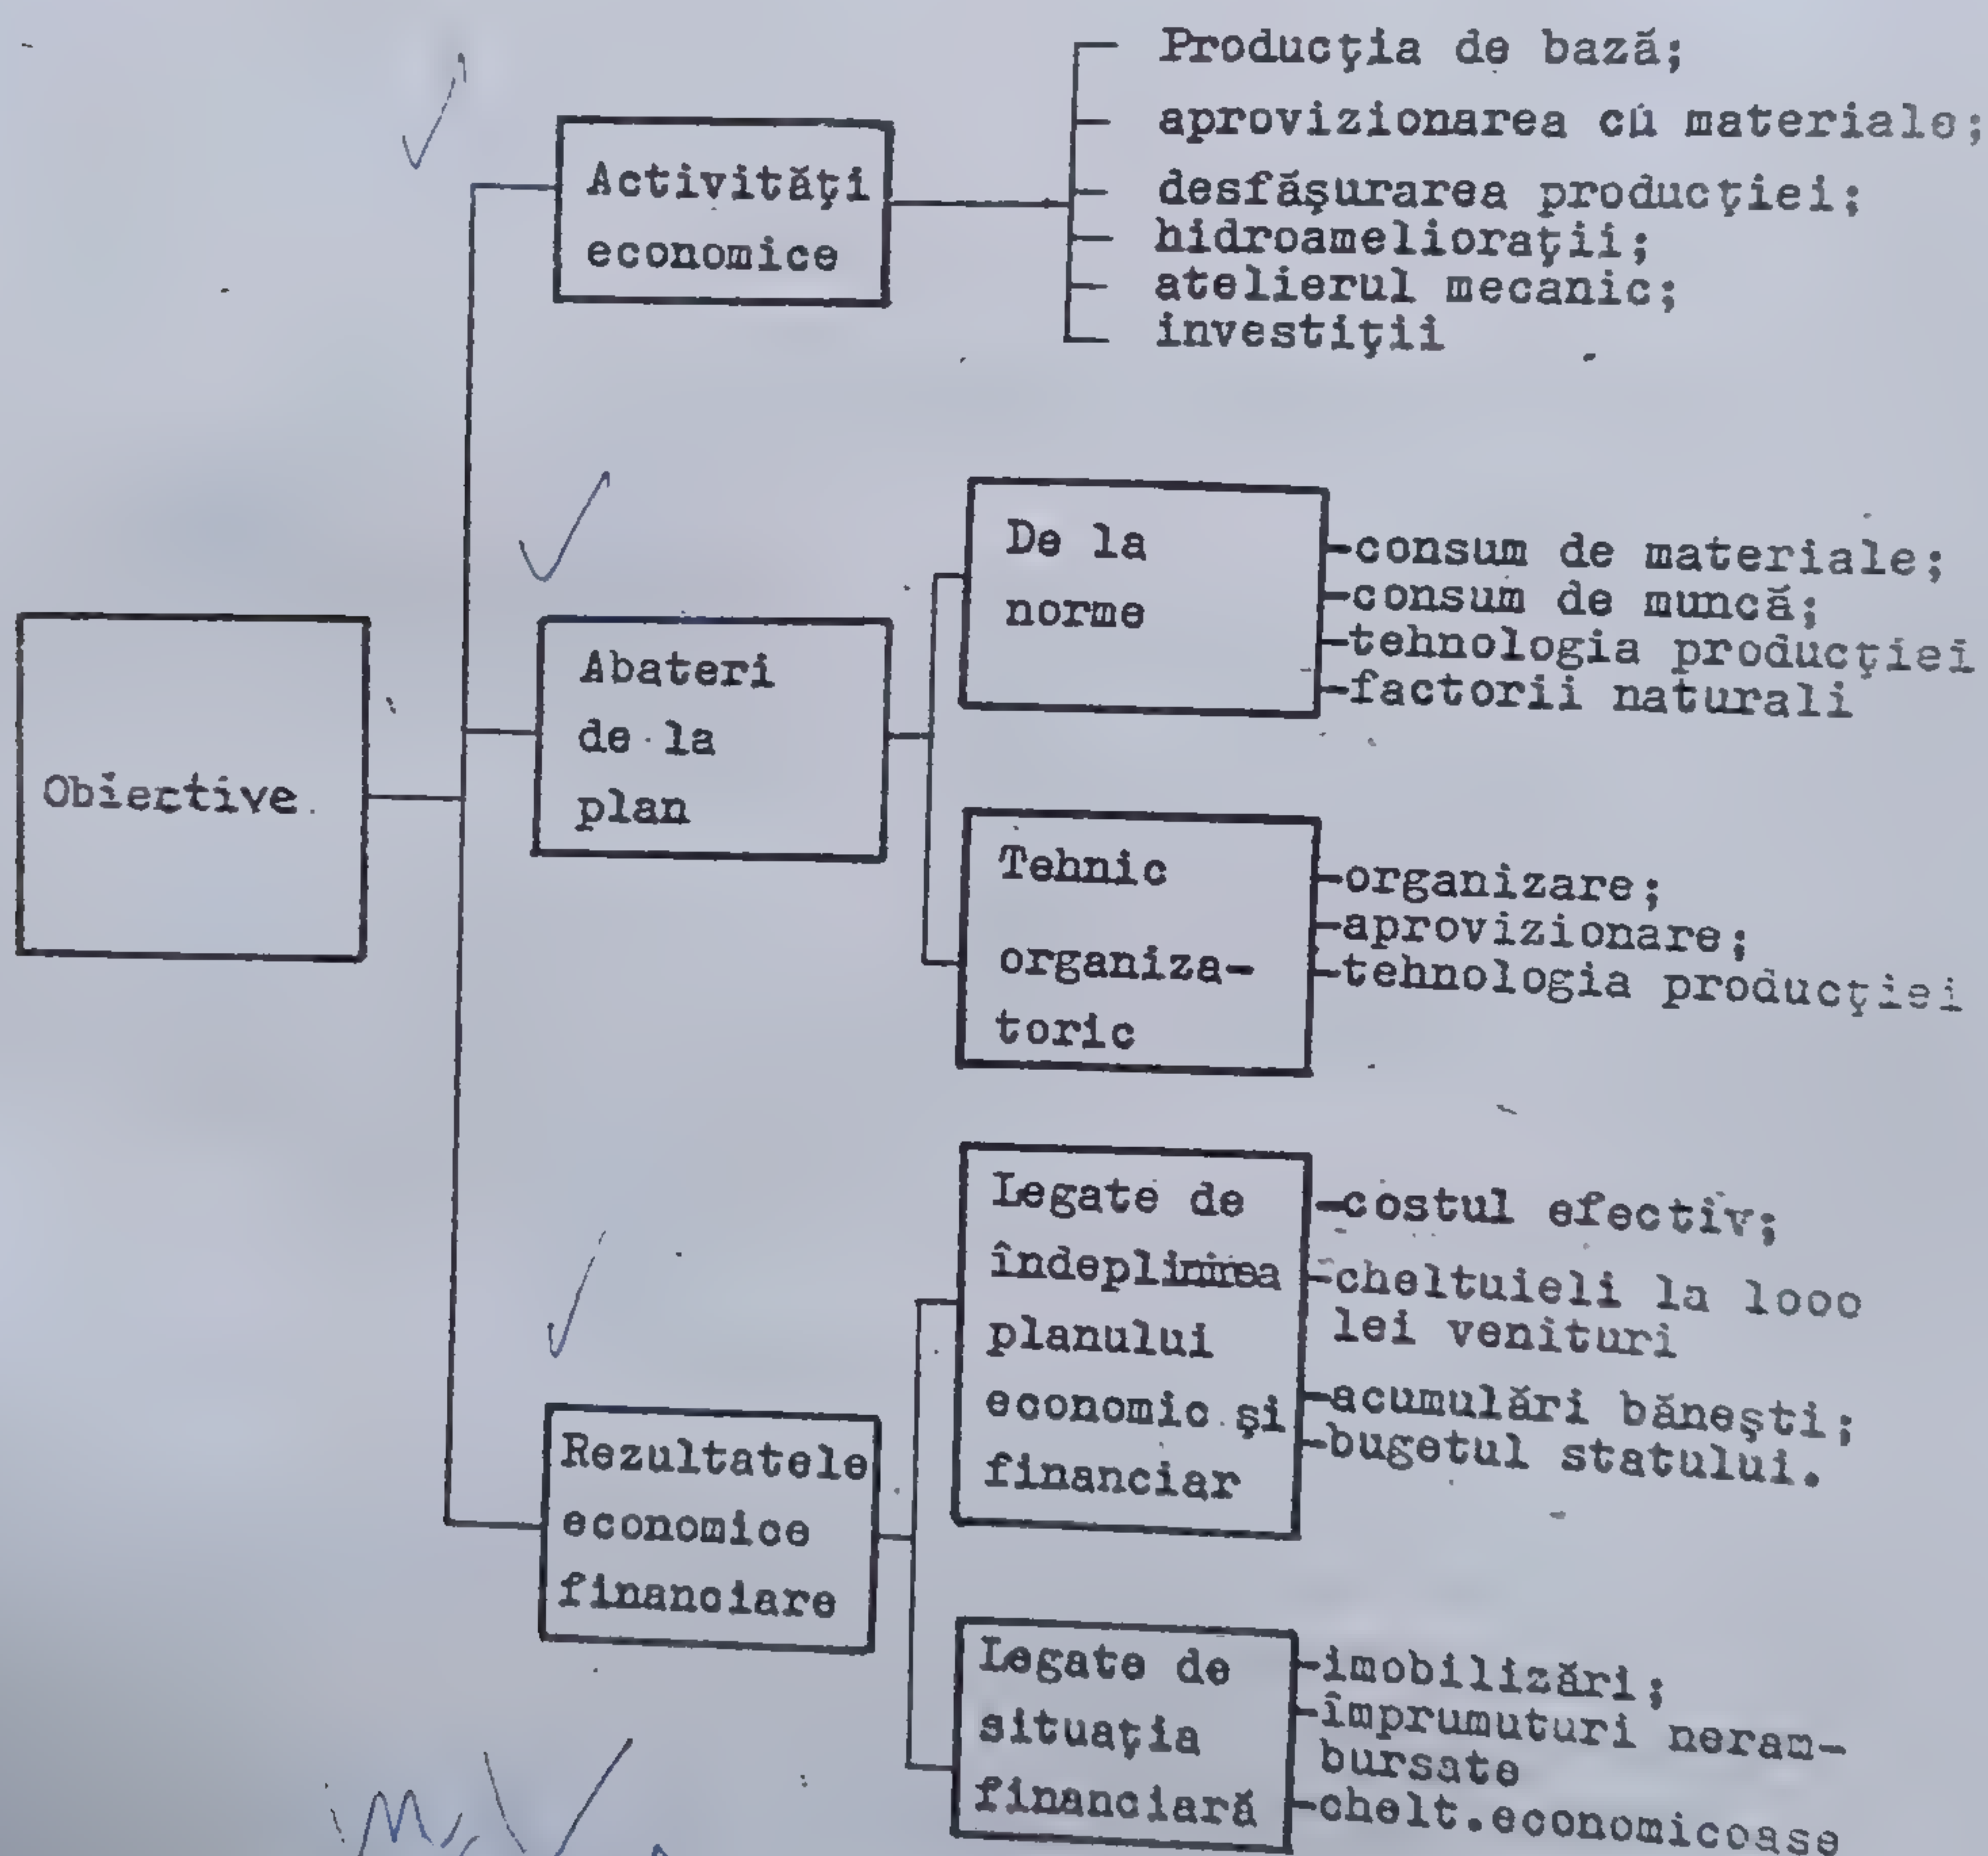 Producţia de bază;
aprovizionarea cu materiale;
desfăşurarea producţiei;
hidroamelioraţii;
atelierul mecanic;
investiţii
Activităţi
economice
Obiective
Abateri
de la
plan
De la
norme
-consum de materiale;
-consum de muncă;
-tehnologia producţiei
-factorii naturali
Tehnic
organiza-
toric
-organizare;
-aprovizionare;
-tehnologia producţiei
Rezultatele
economice
financiare
Legate de
îndeplinirea
planului
economic şi
financiar
-costul efectiv;
-cheltuieli la looo
lei venituri
-acumulări băneşti;
-bugetul statului.
Legate de
situaţia
financiară
-imobilizări;
-împrumuturi neram-
bursate
-chelt.economicoase